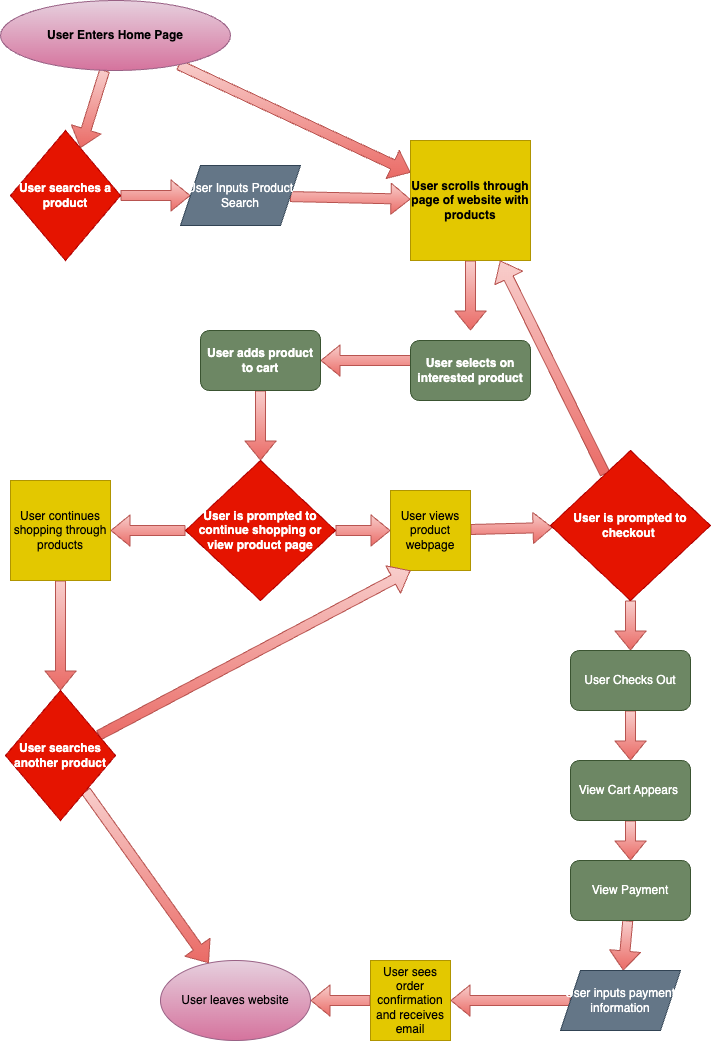 User Enters Home Page
User searches a
product
User Inputs Product
Search
User scrolls through
page of website with
products
User adds product
to cart
User selects on
interested product
User continues
shopping through
products
User is prompted to
continue shopping or
view product page
User views
product
webpage
User is prompted to
checkout
User Checks Out
User searches
another product
View Cart Appears
View Payment
User leaves website
User sees
order
confirmation
and receives
email
User inputs payment
information